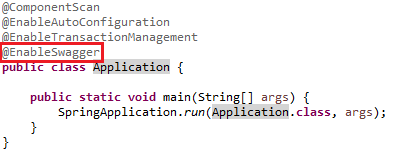 @ComponentScan
@EnableAutoConfiguration
@EnableTransactionManagement
@EnableSwagger
public class Application {
public static void main(String[] args) {
SpringApplication.run(Application.class, args);
}
}